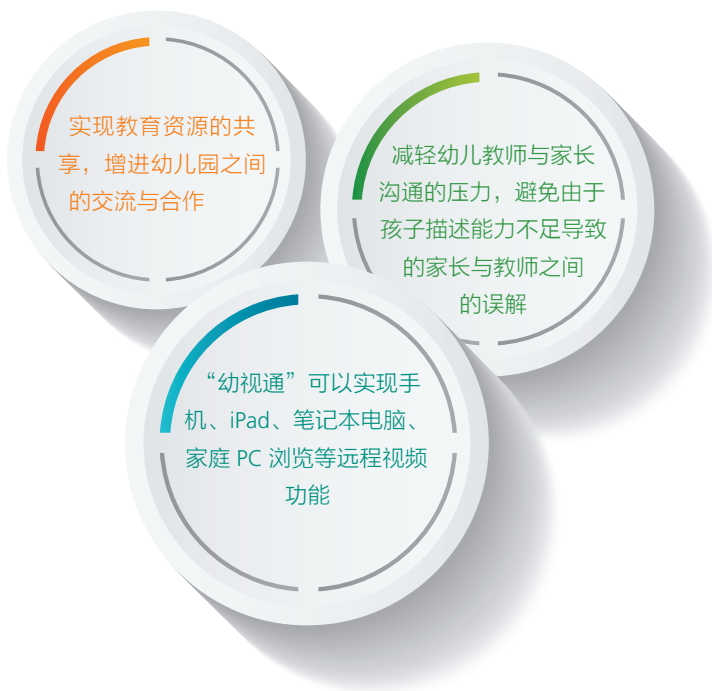 实现教育资源的共
享，增进幼儿园之间
的交流与合作
减轻幼儿教师与家长
沟通的压力，避免由于
孩子描述能力不足导致
的家长与教师之间
的误解
“幼视通”可以实现手
机、iPad、笔记本电脑、
家庭 PC 浏览等远程视频
功能